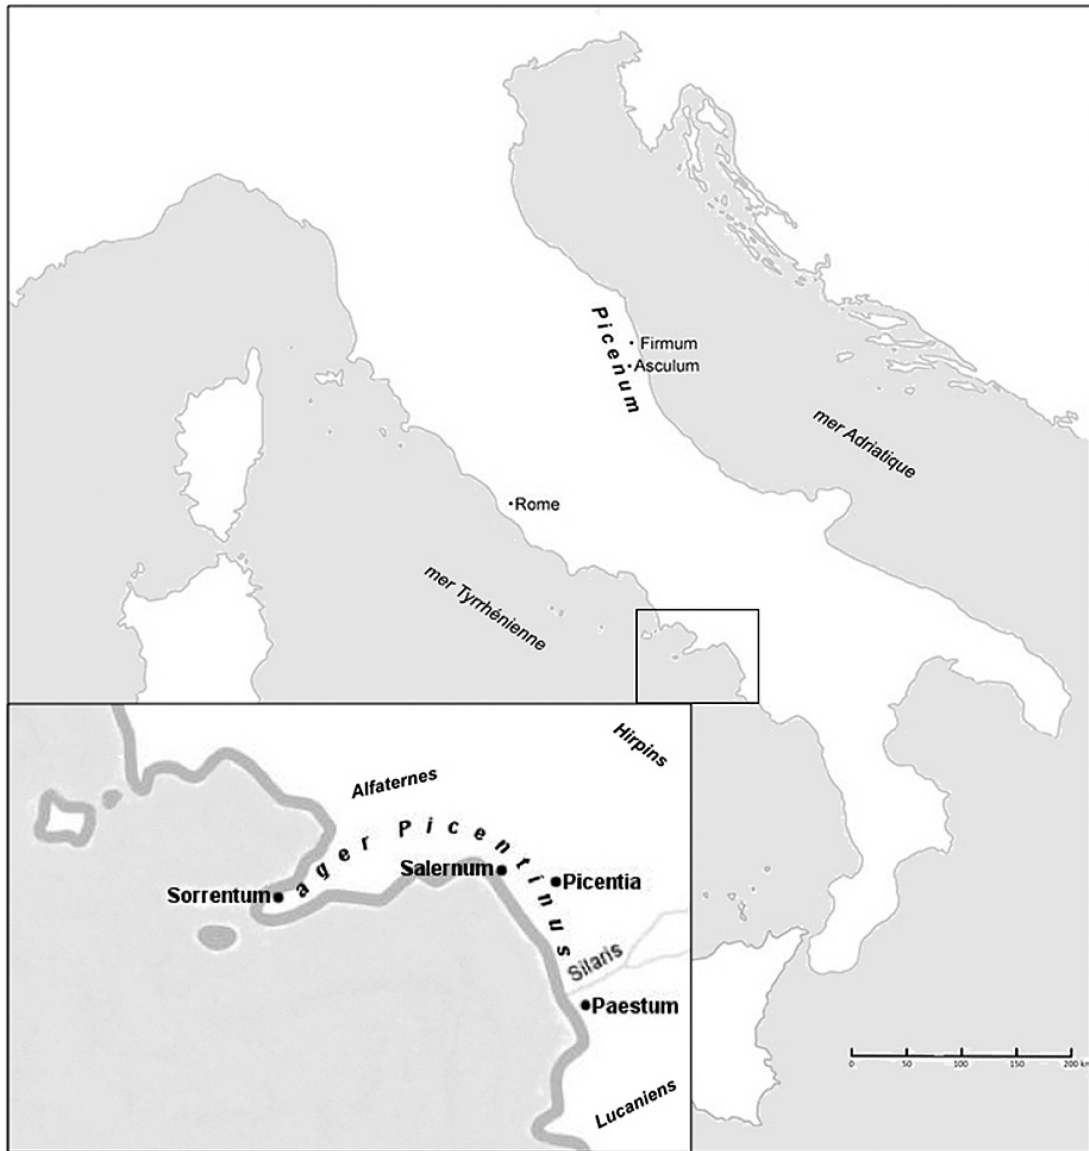 Picenum
Firmum
Asculum
mer Adriatique
Rome
mer Tyrrhénienne
Hirpins
Alfaternes
ager Picentinus
Salernum
Picentia
Sorrentum
Silaris
Paestum
Lucaniens
0 50 100 150 200 km